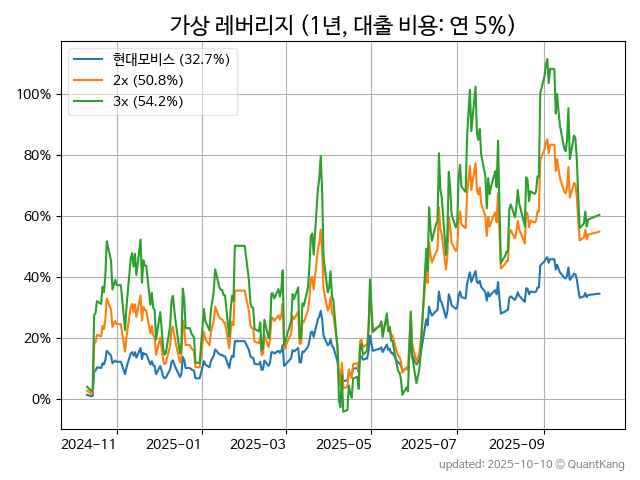 가상 레버리지 (1년, 대출 비용: 연 5%)
현대모비스 (32.7%)
2x (50.8%)
3x (54.2%)
100%
80%
60%
40%
20%
0%
2024-11
2025-01
2025-03
2025-05
2025-07
2025-09
updated: 2025-10-10 © QuantKang